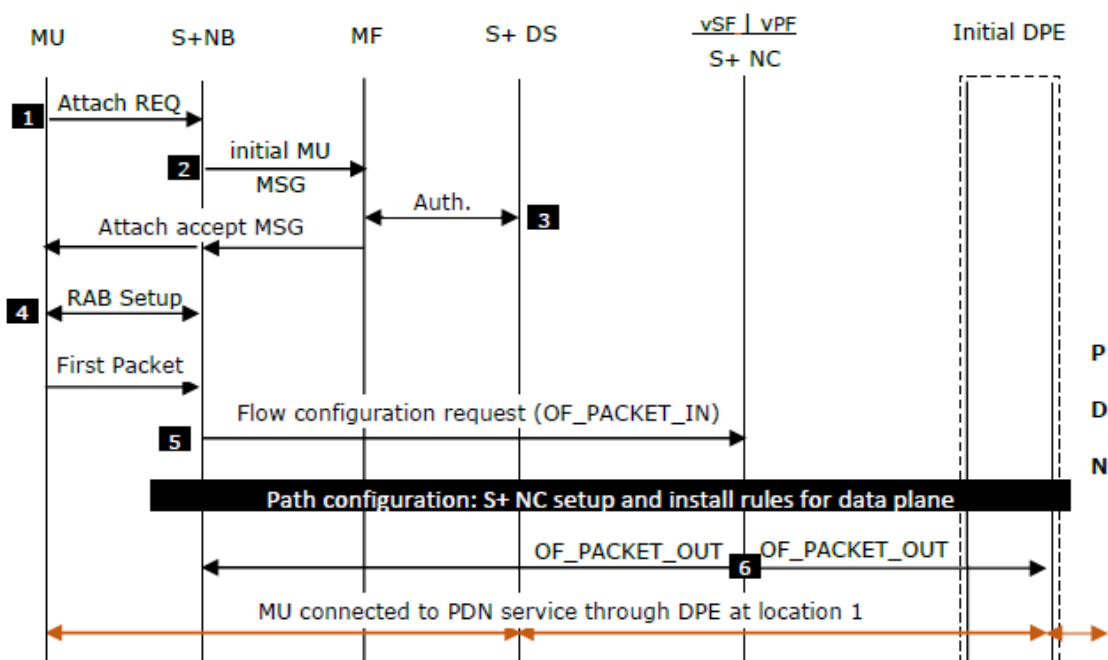 MU S+NB MF S+ DS vSF | vPF Initial DPE
S+ NC
Attach REQ
1
initial MU
2
MSG
Auth.
3
Attach accept MSG
RAB Setup
4
First Packet
P
Flow configuration request (OF_PACKET_IN)
D
5
N
Path configuration: S+ NC setup and install rules for data plane
OF_PACKET_OUT OF_PACKET_OUT
6
MU connected to PDN service through DPE at location 1